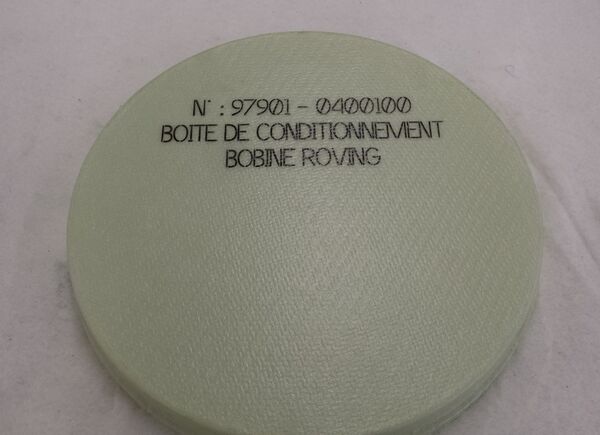 N° : 97901 - 0400100
BOITE DE CONDITIONNEMENT
BOBINE ROVING